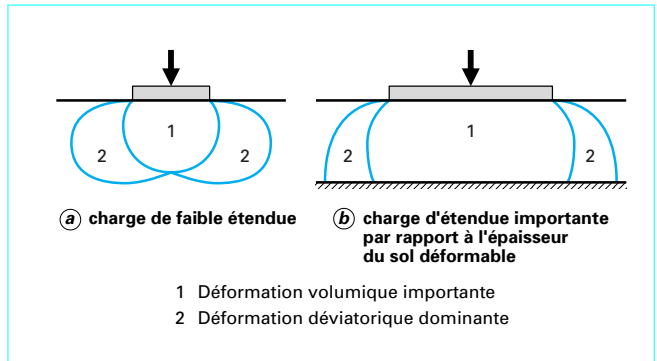 1
2
2
1
2
2
a charge de faible étendue
b charge d'étendue importante
par rapport à l'épaisseur
du sol déformable
1 Déformation volumique importante
2 Déformation déviatorique dominante